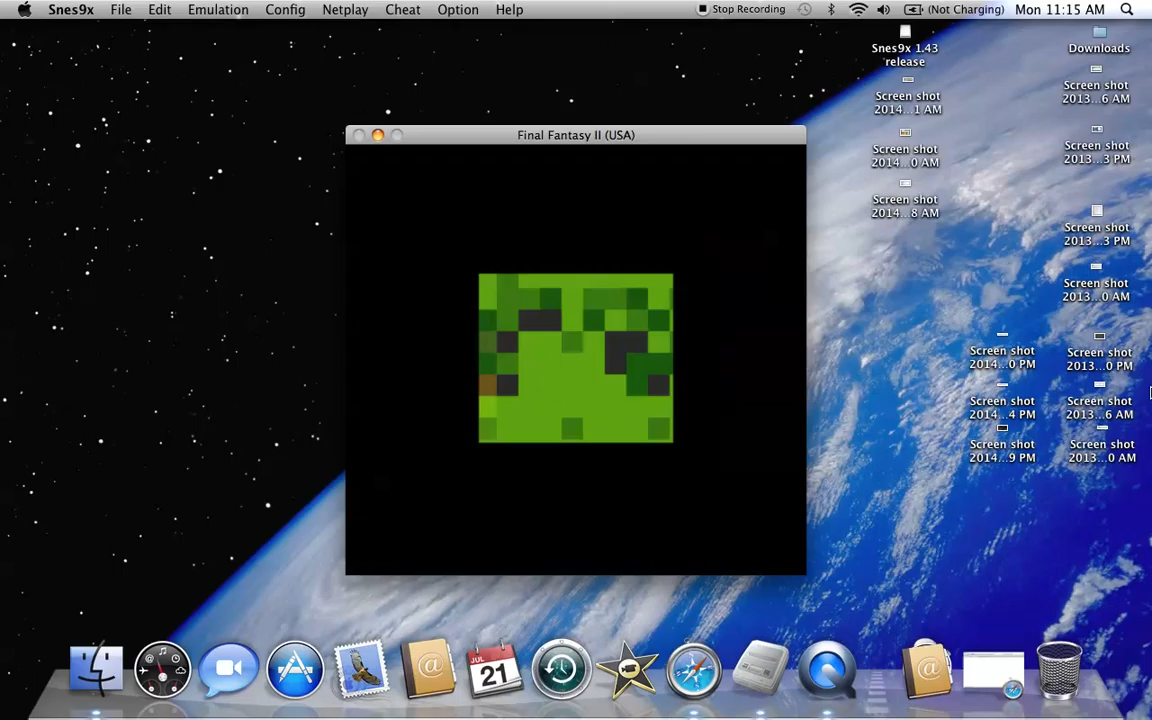 Snes9x File Edit Emulation Config Netplay Cheat Option Help Stop Recording (Not Charging) Mon 11:15 AM
Final Fantasy II (USA)
Snes9x 1.43
release
Screen shot
2014...1 AM
Screen shot
2014...0 AM
Screen shot
2014...8 AM
Downloads
Screen shot
2013...6 AM
Screen shot
2013...3 PM
Screen shot
2013...3 PM
Screen shot
2013...0 AM
Screen shot
2014...0 PM
Screen shot
2013...0 PM
Screen shot
2014...4 PM
Screen shot
2013...6 AM
Screen shot
2014...9 PM
Screen shot
2013...0 AM
JUL
21